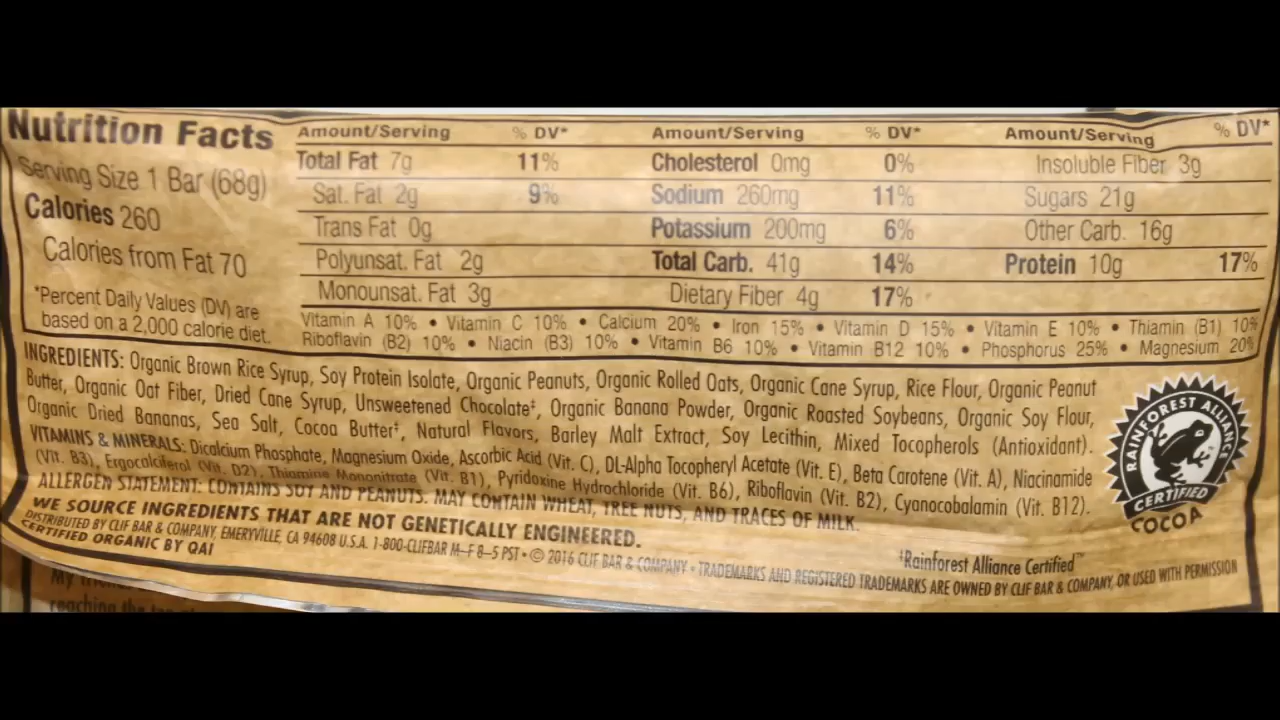 Nutrition Facts
Serving Size 1 Bar (68g)
Calories 260
Calories from Fat 70
*Percent Daily Values (DV) are
based on a 2,000 calorie diet.
Amount/Serving % DV*
Total Fat 7g 11%
Sat. Fat 2g 9%
Trans Fat 0g
Polyunsat. Fat 2g
Monounsat. Fat 3g
Amount/Serving % DV*
Cholesterol 0mg 0%
Sodium 260mg 11%
Potassium 200mg 6%
Total Carb. 41g 14%
Dietary Fiber 4g 17%
Amount/Serving % DV*
Insoluble Fiber 3g
Sugars 21g
Other Carb. 16g
Protein 10g 17%
Vitamin A 10% • Vitamin C 10% • Calcium 20% • Iron 15% • Vitamin D 15% • Vitamin E 10% • Thiamin (B1) 10%
Riboflavin (B2) 10% • Niacin (B3) 10% • Vitamin B6 10% • Vitamin B12 10% • Phosphorus 25% • Magnesium 20%
INGREDIENTS: Organic Brown Rice Syrup, Soy Protein Isolate, Organic Peanuts, Organic Rolled Oats, Organic Cane Syrup, Rice Flour, Organic Peanut
Butter, Organic Oat Fiber, Dried Cane Syrup, Unsweetened Chocolate‡, Organic Banana Powder, Organic Roasted Soybeans, Organic Soy Flour,
Organic Dried Bananas, Sea Salt, Cocoa Butter‡, Natural Flavors, Barley Malt Extract, Soy Lecithin, Mixed Tocopherols (Antioxidant).
VITAMINS & MINERALS: Dicalcium Phosphate, Magnesium Oxide, Ascorbic Acid (Vit. C), DL-Alpha Tocopheryl Acetate (Vit. E), Beta Carotene (Vit. A), Niacinamide
(Vit. B3), Ergocalciferol (Vit. D2), Thiamine Mononitrate (Vit. B1), Pyridoxine Hydrochloride (Vit. B6), Riboflavin (Vit. B2), Cyanocobalamin (Vit. B12).
ALLERGEN STATEMENT: CONTAINS SOY AND PEANUTS. MAY CONTAIN WHEAT, TREE NUTS, AND TRACES OF MILK.
WE SOURCE INGREDIENTS THAT ARE NOT GENETICALLY ENGINEERED.
DISTRIBUTED BY CLIF BAR & COMPANY, EMERYVILLE, CA 94608 U.S.A. 1-800-CLIFBAR M–F 8–5 PST • © 2016 CLIF BAR & COMPANY • TRADEMARKS AND REGISTERED TRADEMARKS ARE OWNED BY CLIF BAR & COMPANY, OR USED WITH PERMISSION
CERTIFIED ORGANIC BY QAI
‡Rainforest Alliance Certified™
RAINFOREST ALLIANCE
CERTIFIED
COCOA
My
reaching the